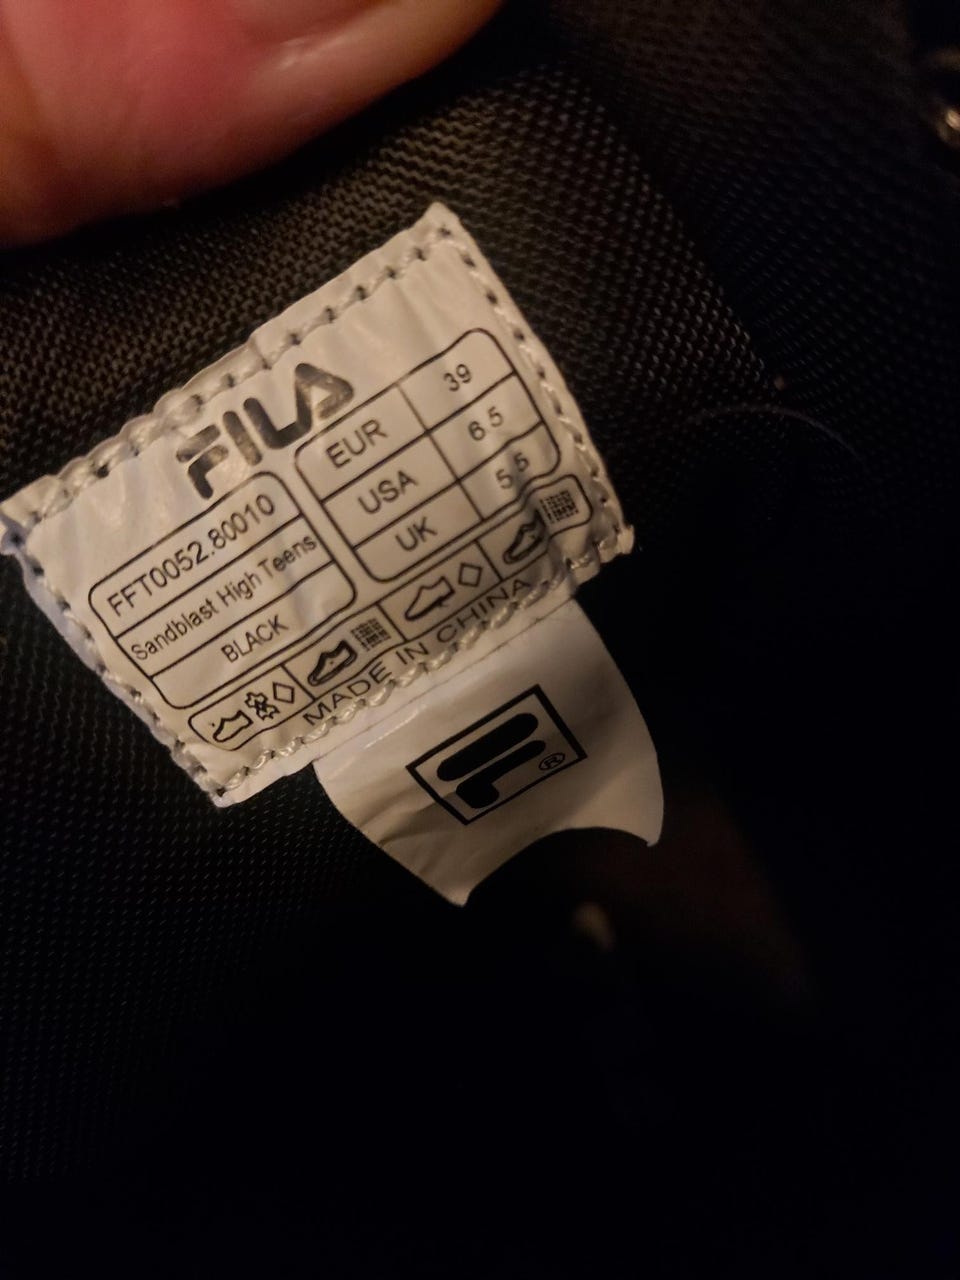 FILA
FFT0052.80010
Sandblast High Teens
BLACK
EUR 39
USA 6.5
UK 5.5
MADE IN CHINA
F
®